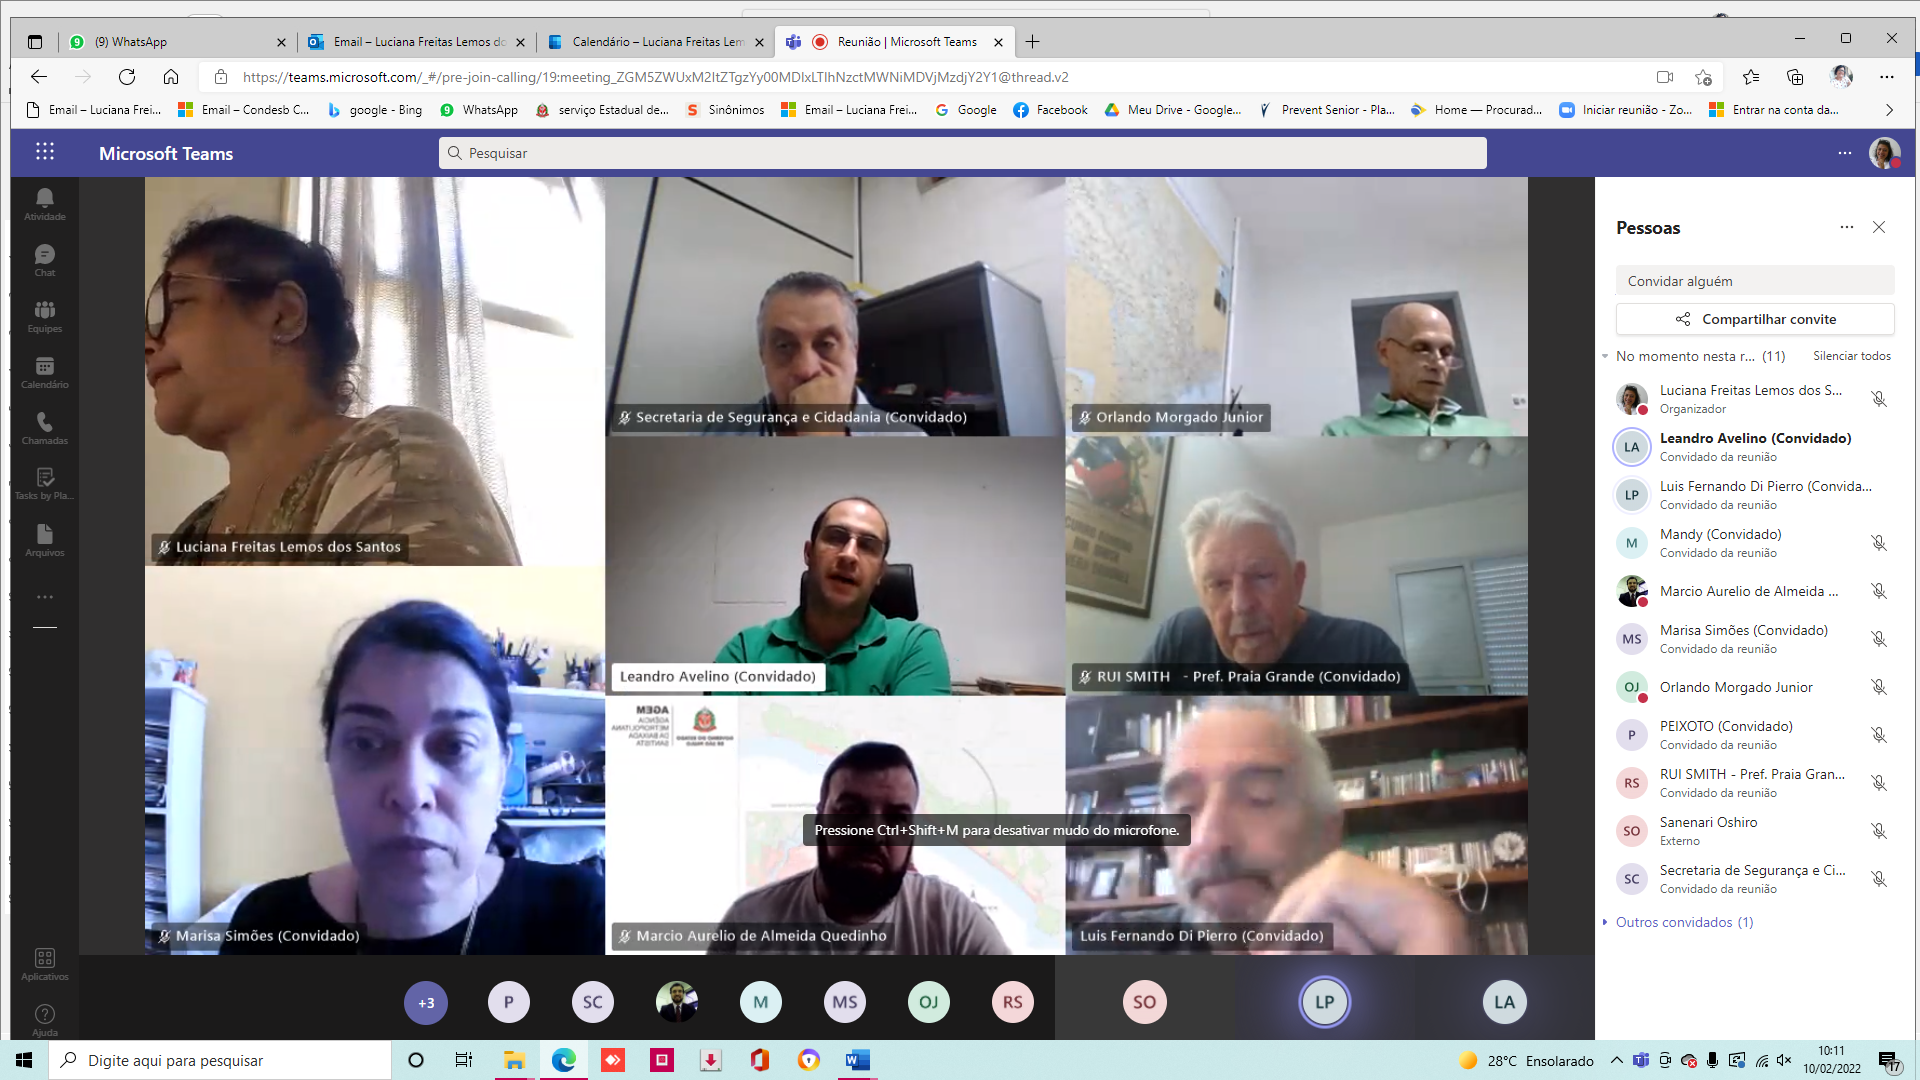 (9) WhatsApp
Email – Luciana Freitas Lemos do
Calendário – Luciana Freitas Lem
Reunião | Microsoft Teams
https://teams.microsoft.com/_#/pre-join-calling/19:meeting_ZGM5ZWUxM2ItZTgzYy00MDIxLTlhNzctMWNiMDVjMzdjY2Y1@thread.v2
Email – Luciana Frei...
Email – Condesb C...
google - Bing
WhatsApp
serviço Estadual de...
Sinônimos
Email – Luciana Frei...
Google
Facebook
Meu Drive - Google...
Prevent Senior - Pla...
Home — Procurad...
Iniciar reunião - Zo...
Entrar na conta da...
Microsoft Teams
Pesquisar
Atividade
Chat
Equipes
Calendário
Chamadas
Tasks by Pla...
Arquivos
Aplicativos
Ajuda
Luciana Freitas Lemos dos Santos
Secretaria de Segurança e Cidadania (Convidado)
Orlando Morgado Junior
Leandro Avelino (Convidado)
RUI SMITH - Pref. Praia Grande (Convidado)
AGEM
AGÊNCIA
METROPOLITANA
DA BAIXADA
SANTISTA
Pressione Ctrl+Shift+M para desativar mudo do microfone.
Marisa Simões (Convidado)
Marcio Aurelio de Almeida Quedinho
Luis Fernando Di Pierro (Convidado)
+3
P
SC
M
MS
OJ
RS
SO
LP
LA
Pessoas
Convidar alguém
Compartilhar convite
No momento nesta r... (11)
Silenciar todos
Luciana Freitas Lemos dos S...
Organizador
LA
Leandro Avelino (Convidado)
Convidado da reunião
LP
Luis Fernando Di Pierro (Convida...
Convidado da reunião
M
Mandy (Convidado)
Convidado da reunião
Marcio Aurelio de Almeida ...
MS
Marisa Simões (Convidado)
Convidado da reunião
OJ
Orlando Morgado Junior
P
PEIXOTO (Convidado)
Convidado da reunião
RS
RUI SMITH - Pref. Praia Gran...
Convidado da reunião
SO
Sanenari Oshiro
Externo
SC
Secretaria de Segurança e Ci...
Convidado da reunião
Outros convidados (1)
Digite aqui para pesquisar
28°C Ensolarado
10:11
10/02/2022
17